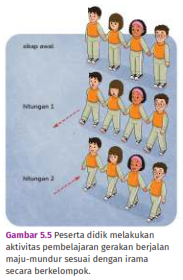 sikap awal
hitungan 1
hitungan 2
Gambar 5.5 Peserta didik melakukan
aktivitas pembelajaran gerakan berjalan
maju-mundur sesuai dengan irama
secara berkelompok.